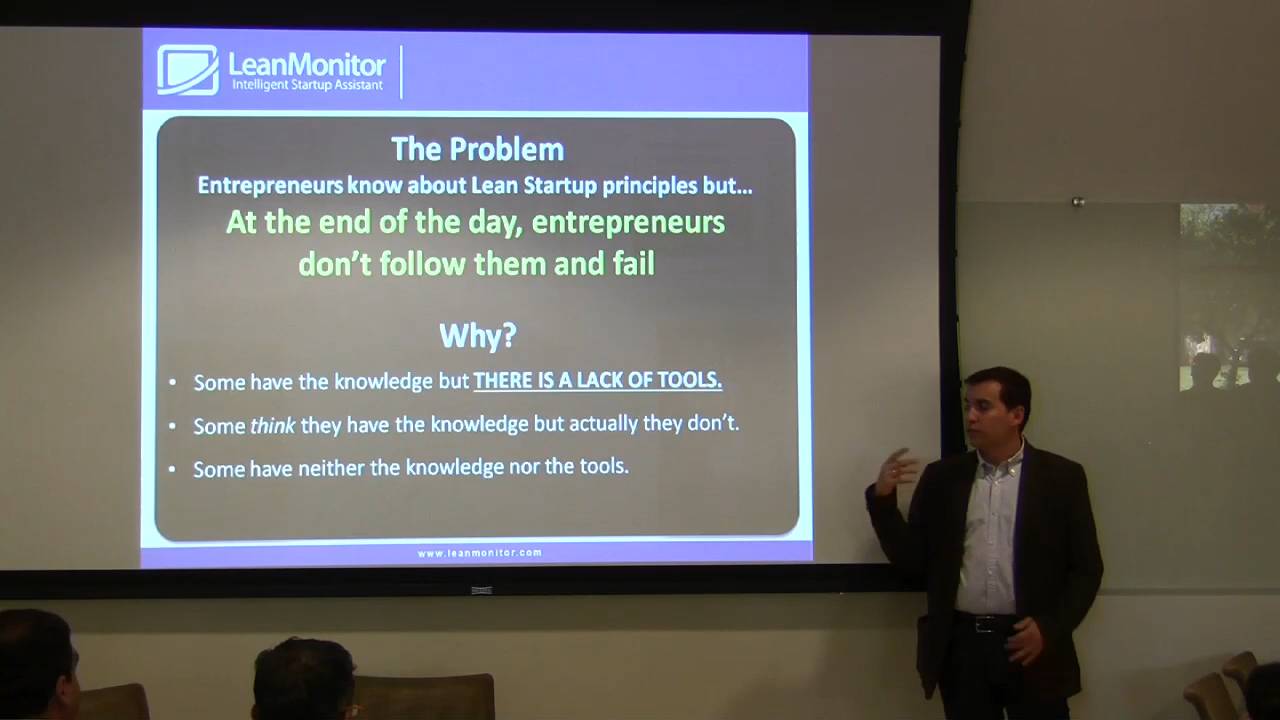 LeanMonitor
Intelligent Startup Assistant
The Problem
Entrepreneurs know about Lean Startup principles but...
At the end of the day, entrepreneurs
don't follow them and fail
Why?
• Some have the knowledge but THERE IS A LACK OF TOOLS.
• Some think they have the knowledge but actually they don't.
• Some have neither the knowledge nor the tools.
www.leanmonitor.com